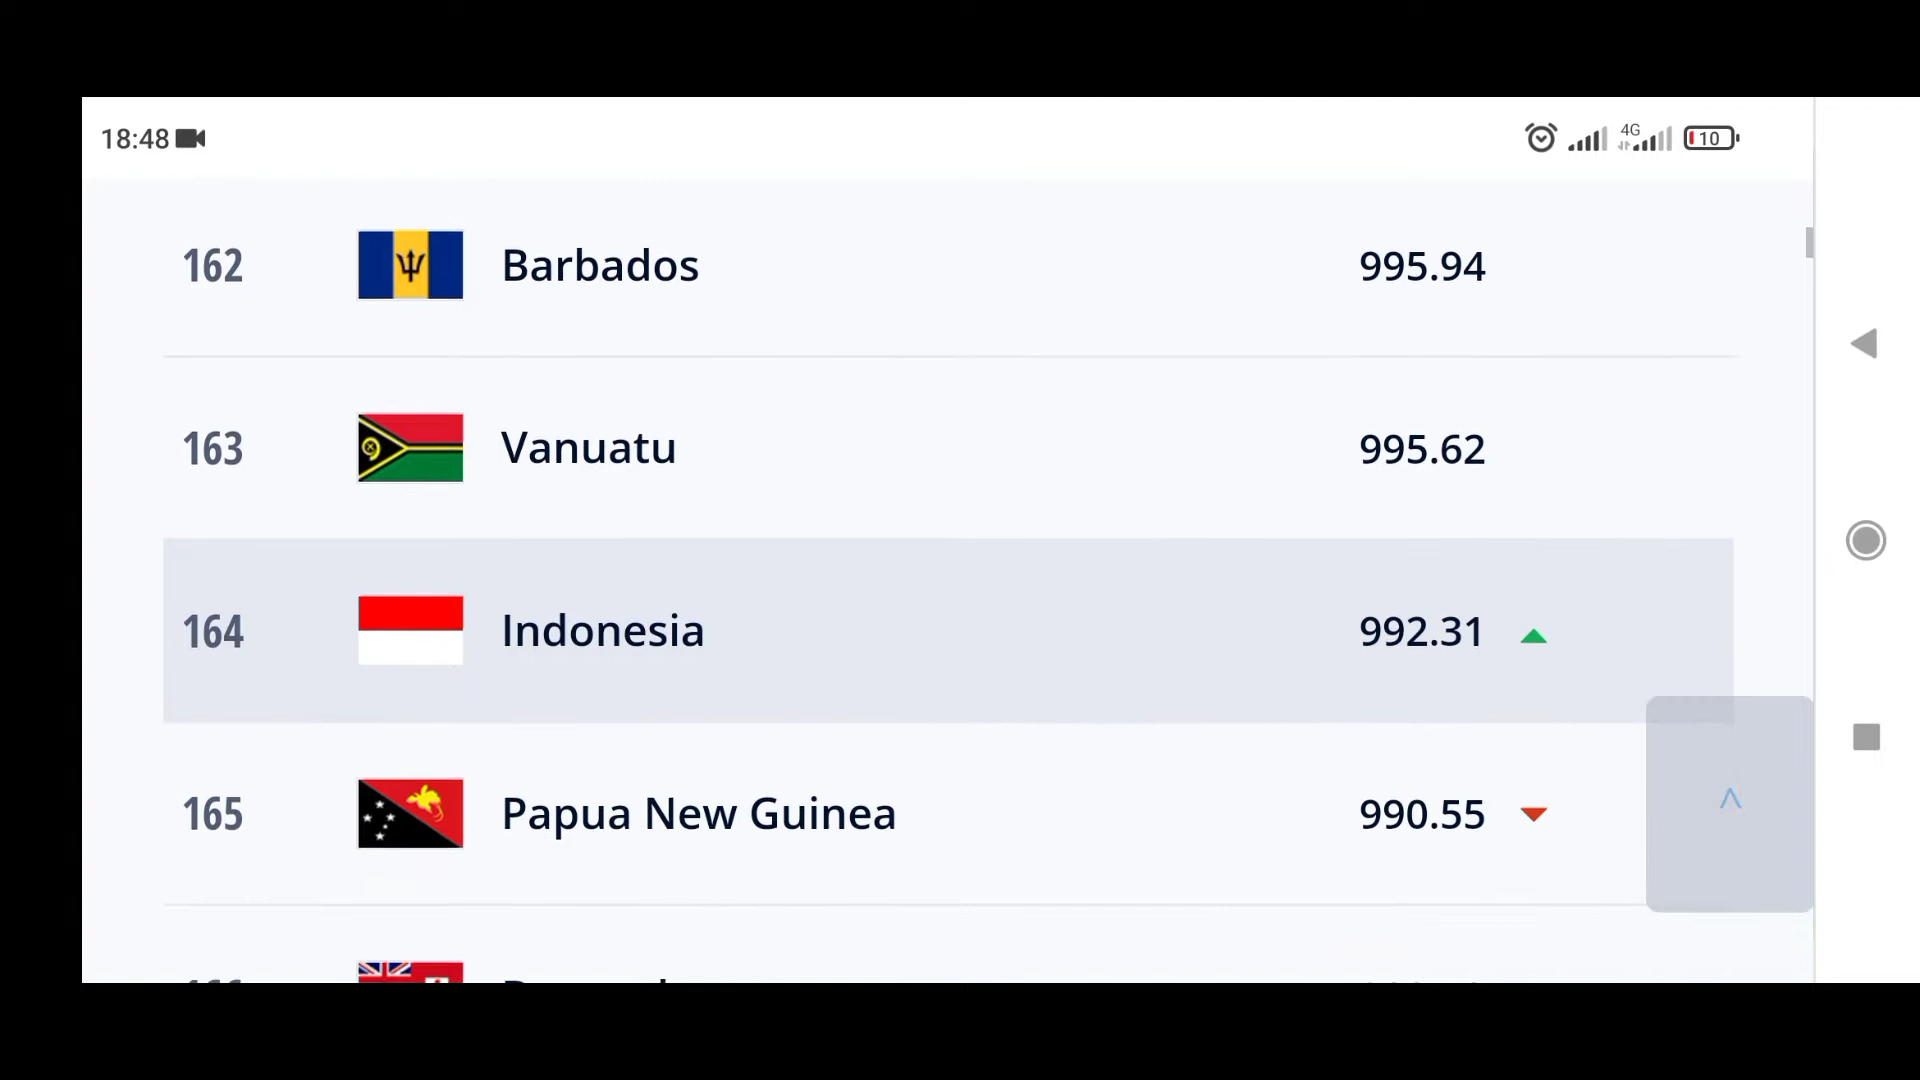 18:48 4G 10
162 Barbados 995.94
163 Vanuatu 995.62
164 Indonesia 992.31
165 Papua New Guinea 990.55